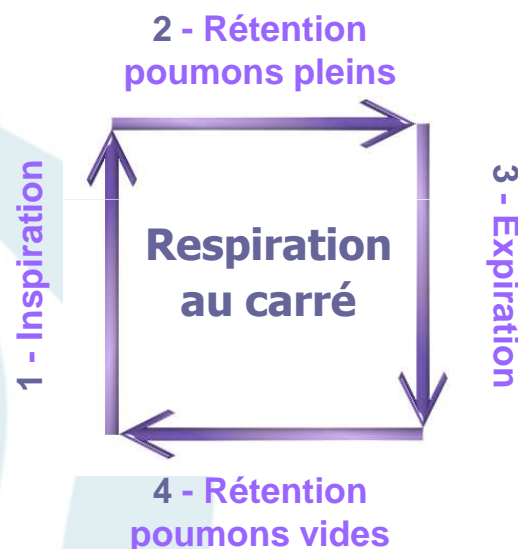 2 - Rétention
poumons pleins
1 - Inspiration
Respiration
au carré
3 - Expiration
4 - Rétention
poumons vides